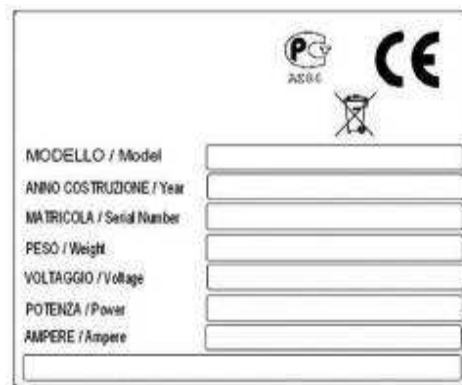 CE
MODELLO / Model
ANNO COSTRUZIONE / Year
MATRICOLA / Serial Number
PESO / Weight
VOLTAGGIO / Voltage
POTENZA / Power
AMPERE / Ampere